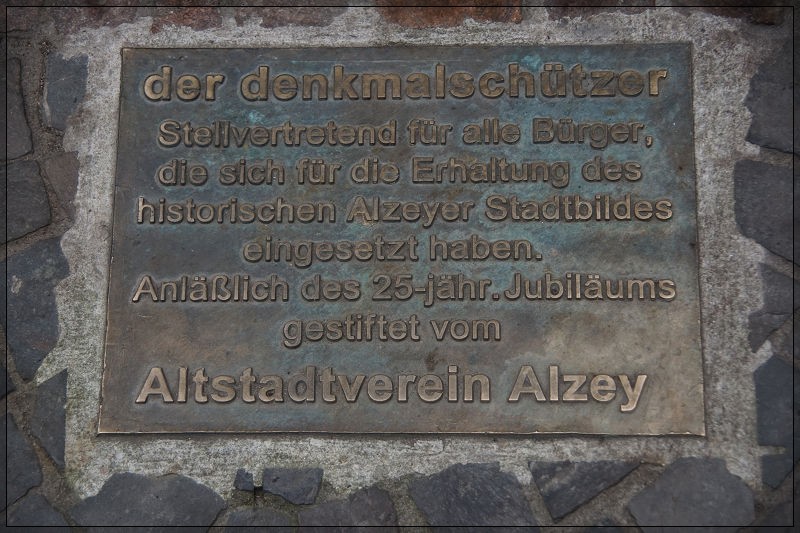 der denkmalschützer
Stellvertretend für alle Bürger,
die sich für die Erhaltung des
historischen Alzeyer Stadtbildes
eingesetzt haben.
Anläßlich des 25-jähr. Jubiläums
gestiftet vom
Altstadtverein Alzey